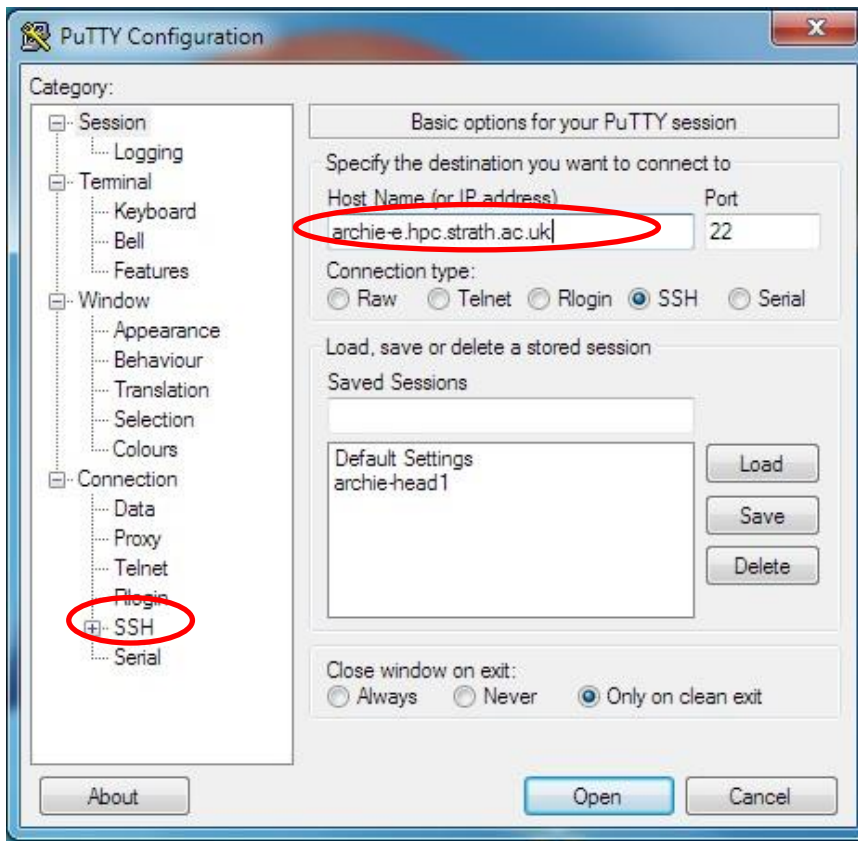 PuTTY Configuration
Category:
Session
Logging
Terminal
Keyboard
Bell
Features
Window
Appearance
Behaviour
Translation
Selection
Colours
Connection
Data
Proxy
Telnet
Rlogin
SSH
Serial
Basic options for your PuTTY session
Specify the destination you want to connect to
Host Name (or IP address) Port
archie-e.hpc.strath.ac.uk 22
Connection type:
Raw Telnet Rlogin SSH Serial
Load, save or delete a stored session
Saved Sessions
Default Settings
archie-head1
Load
Save
Delete
Close window on exit:
Always Never Only on clean exit
About Open Cancel